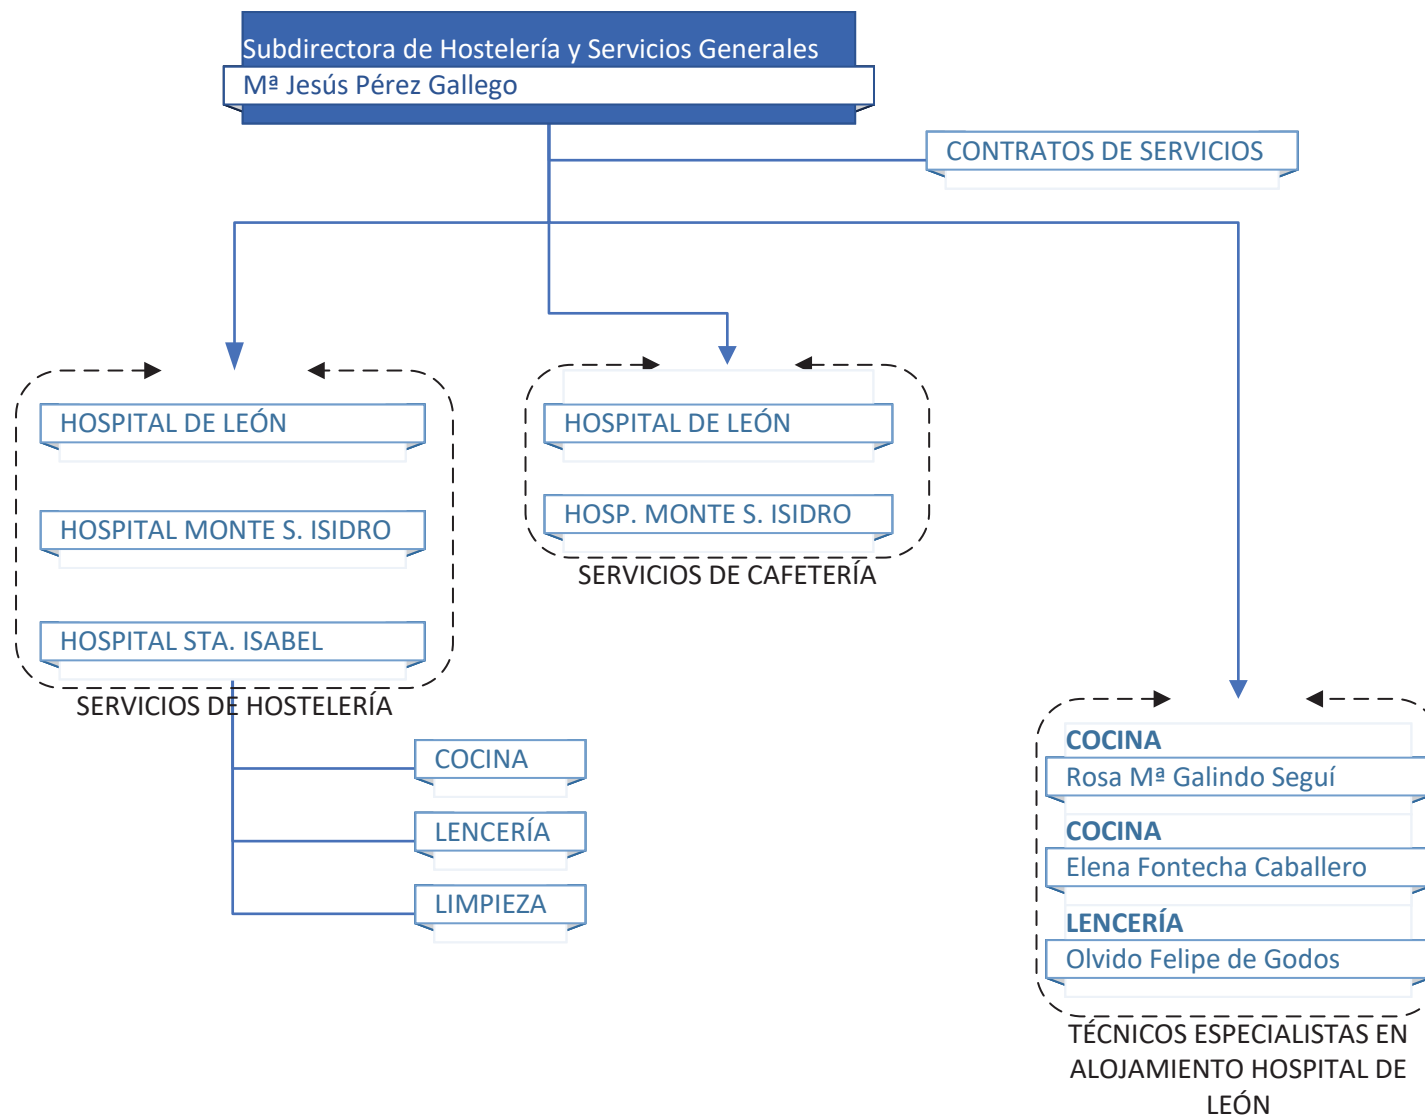 Subdirectora de Hostelería y Servicios Generales
Mª Jesús Pérez Gallego
CONTRATOS DE SERVICIOS
HOSPITAL DE LEÓN
HOSPITAL MONTE S. ISIDRO
HOSPITAL STA. ISABEL
SERVICIOS DE HOSTELERÍA
COCINA
LENCERÍA
LIMPIEZA
HOSPITAL DE LEÓN
HOSP. MONTE S. ISIDRO
SERVICIOS DE CAFETERÍA
COCINA
Rosa Mª Galindo Seguí
COCINA
Elena Fontecha Caballero
LENCERÍA
Olvido Felipe de Godos
TÉCNICOS ESPECIALISTAS EN
ALOJAMIENTO HOSPITAL DE
LEÓN